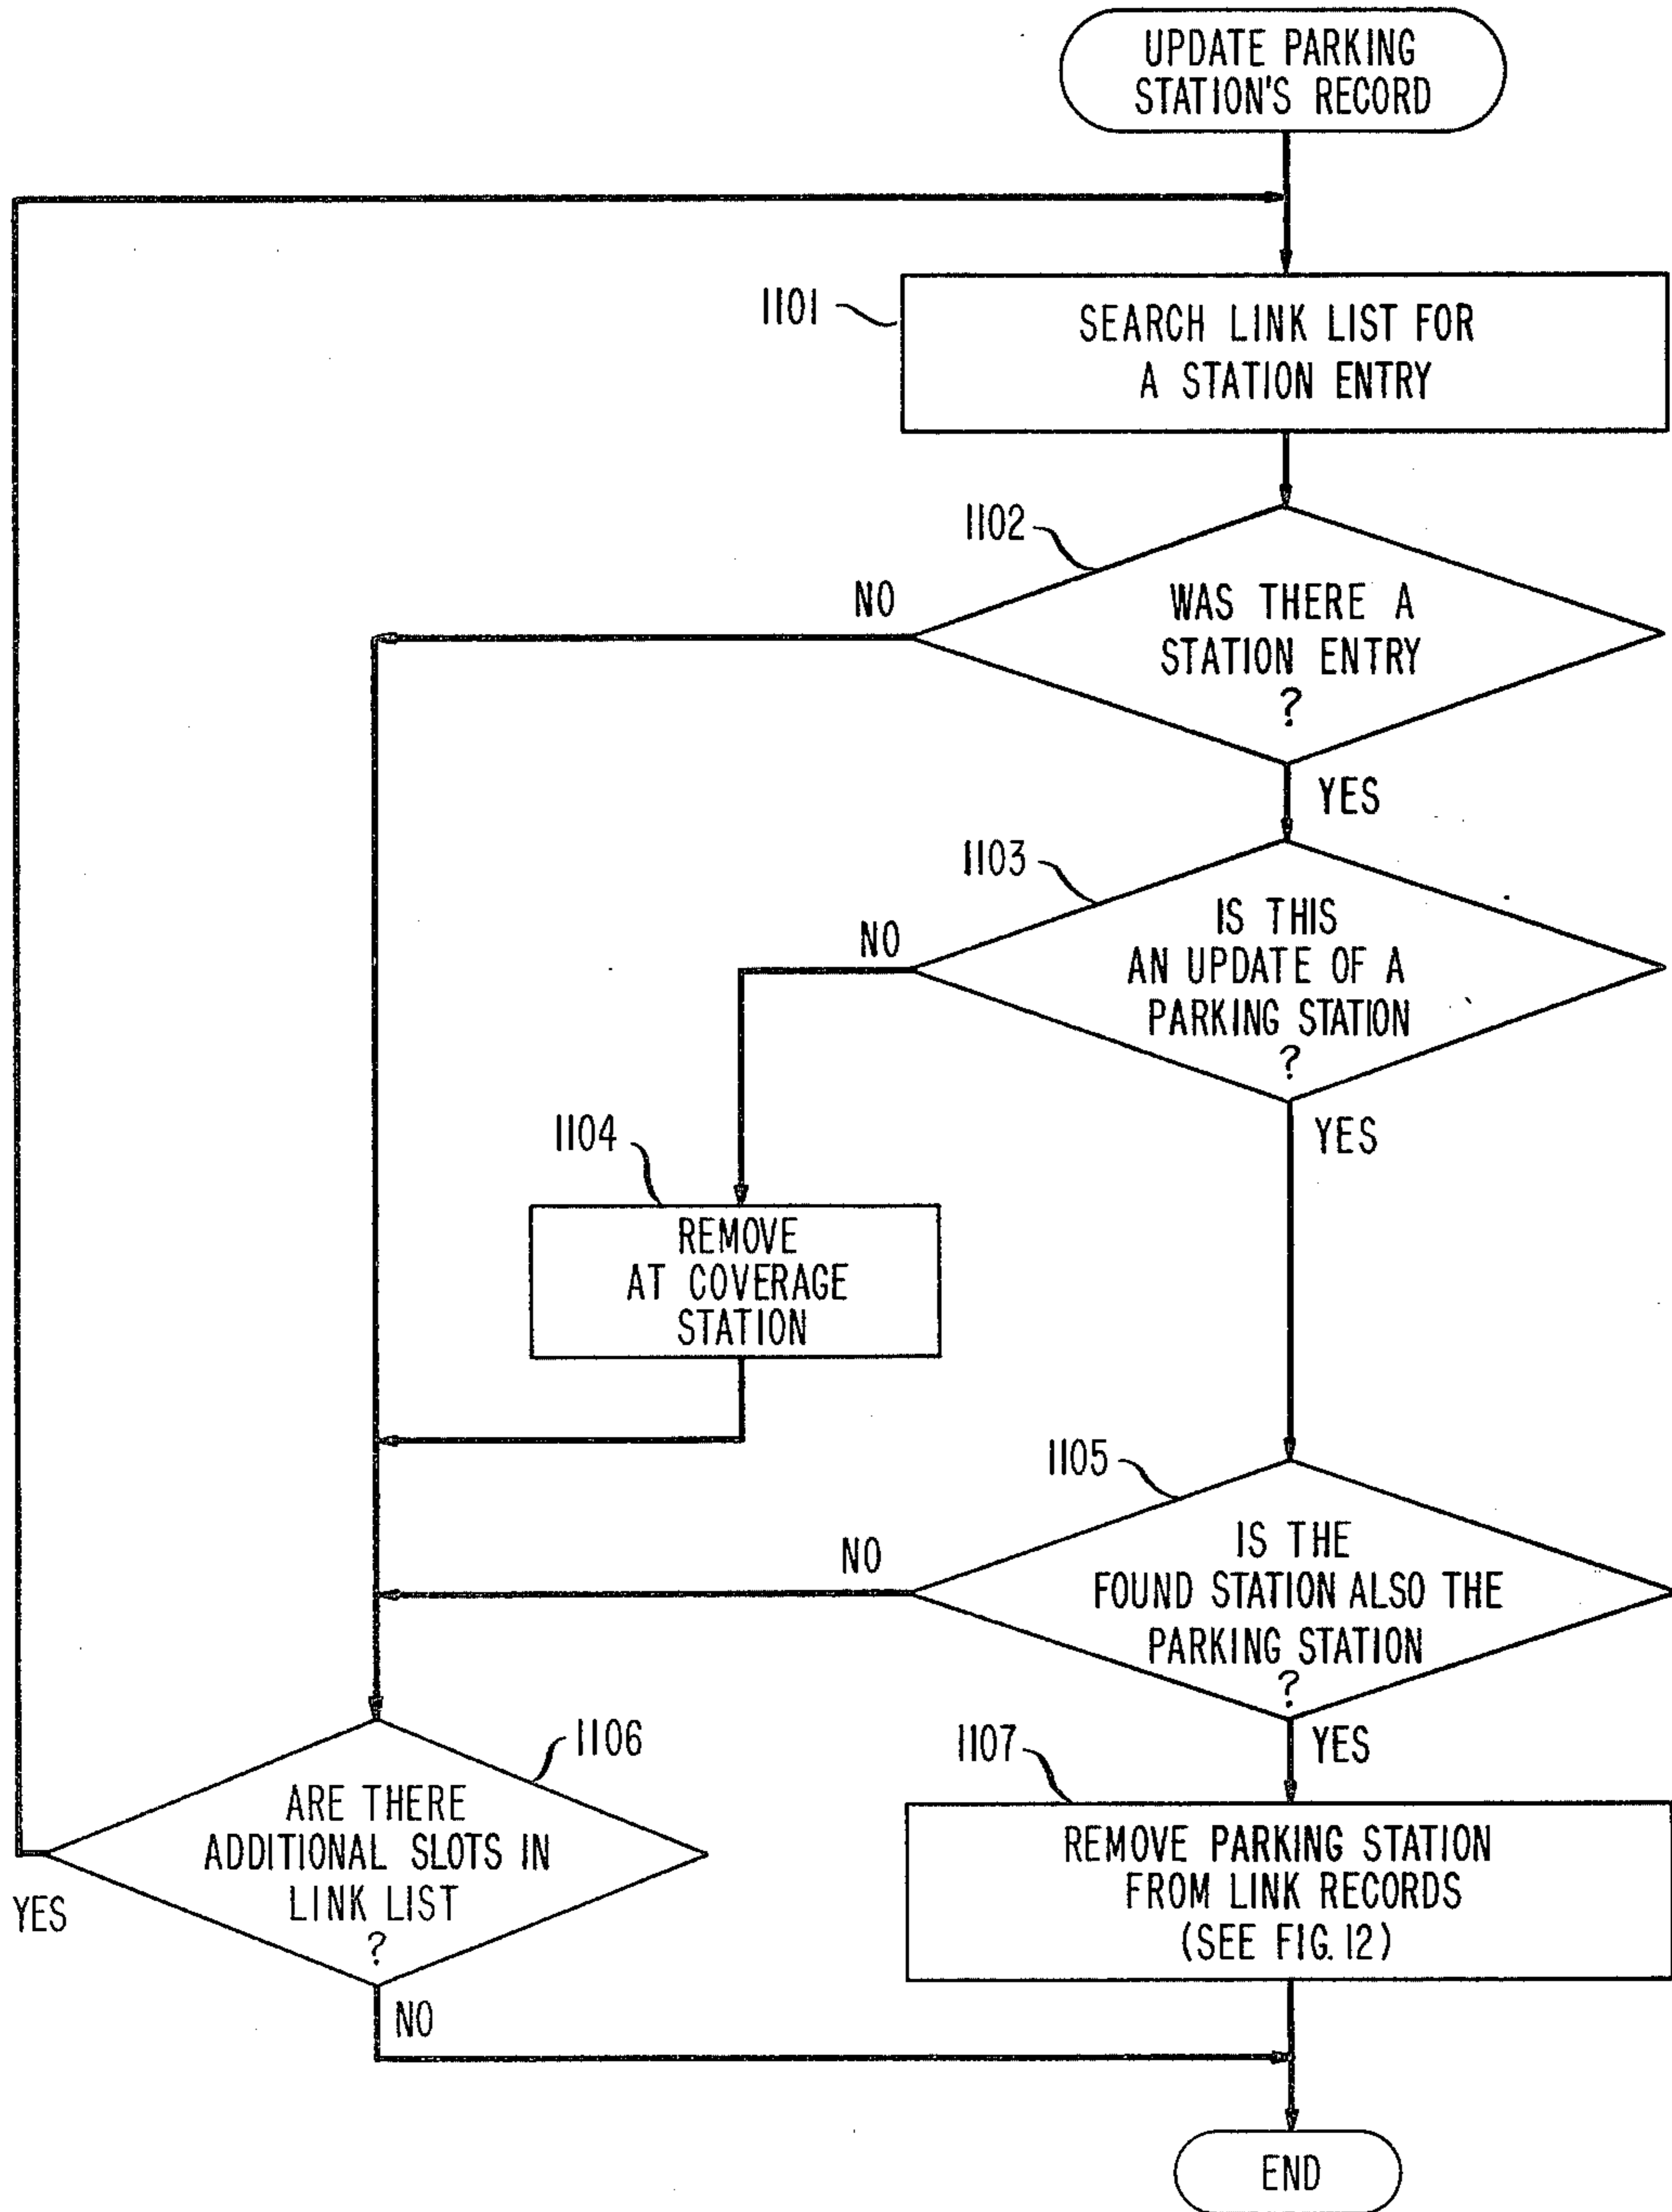 UPDATE PARKING
STATION'S RECORD
1101
SEARCH LINK LIST FOR
A STATION ENTRY
1102
NO
WAS THERE A
STATION ENTRY
?
YES
1103
NO
IS THIS
AN UPDATE OF A
PARKING STATION
?
YES
1104
REMOVE
AT COVERAGE
STATION
1105
NO
IS THE
FOUND STATION ALSO THE
PARKING STATION
?
YES
1106
ARE THERE
ADDITIONAL SLOTS IN
LINK LIST
?
YES
NO
1107
REMOVE PARKING STATION
FROM LINK RECORDS
(SEE FIG. 12)
END